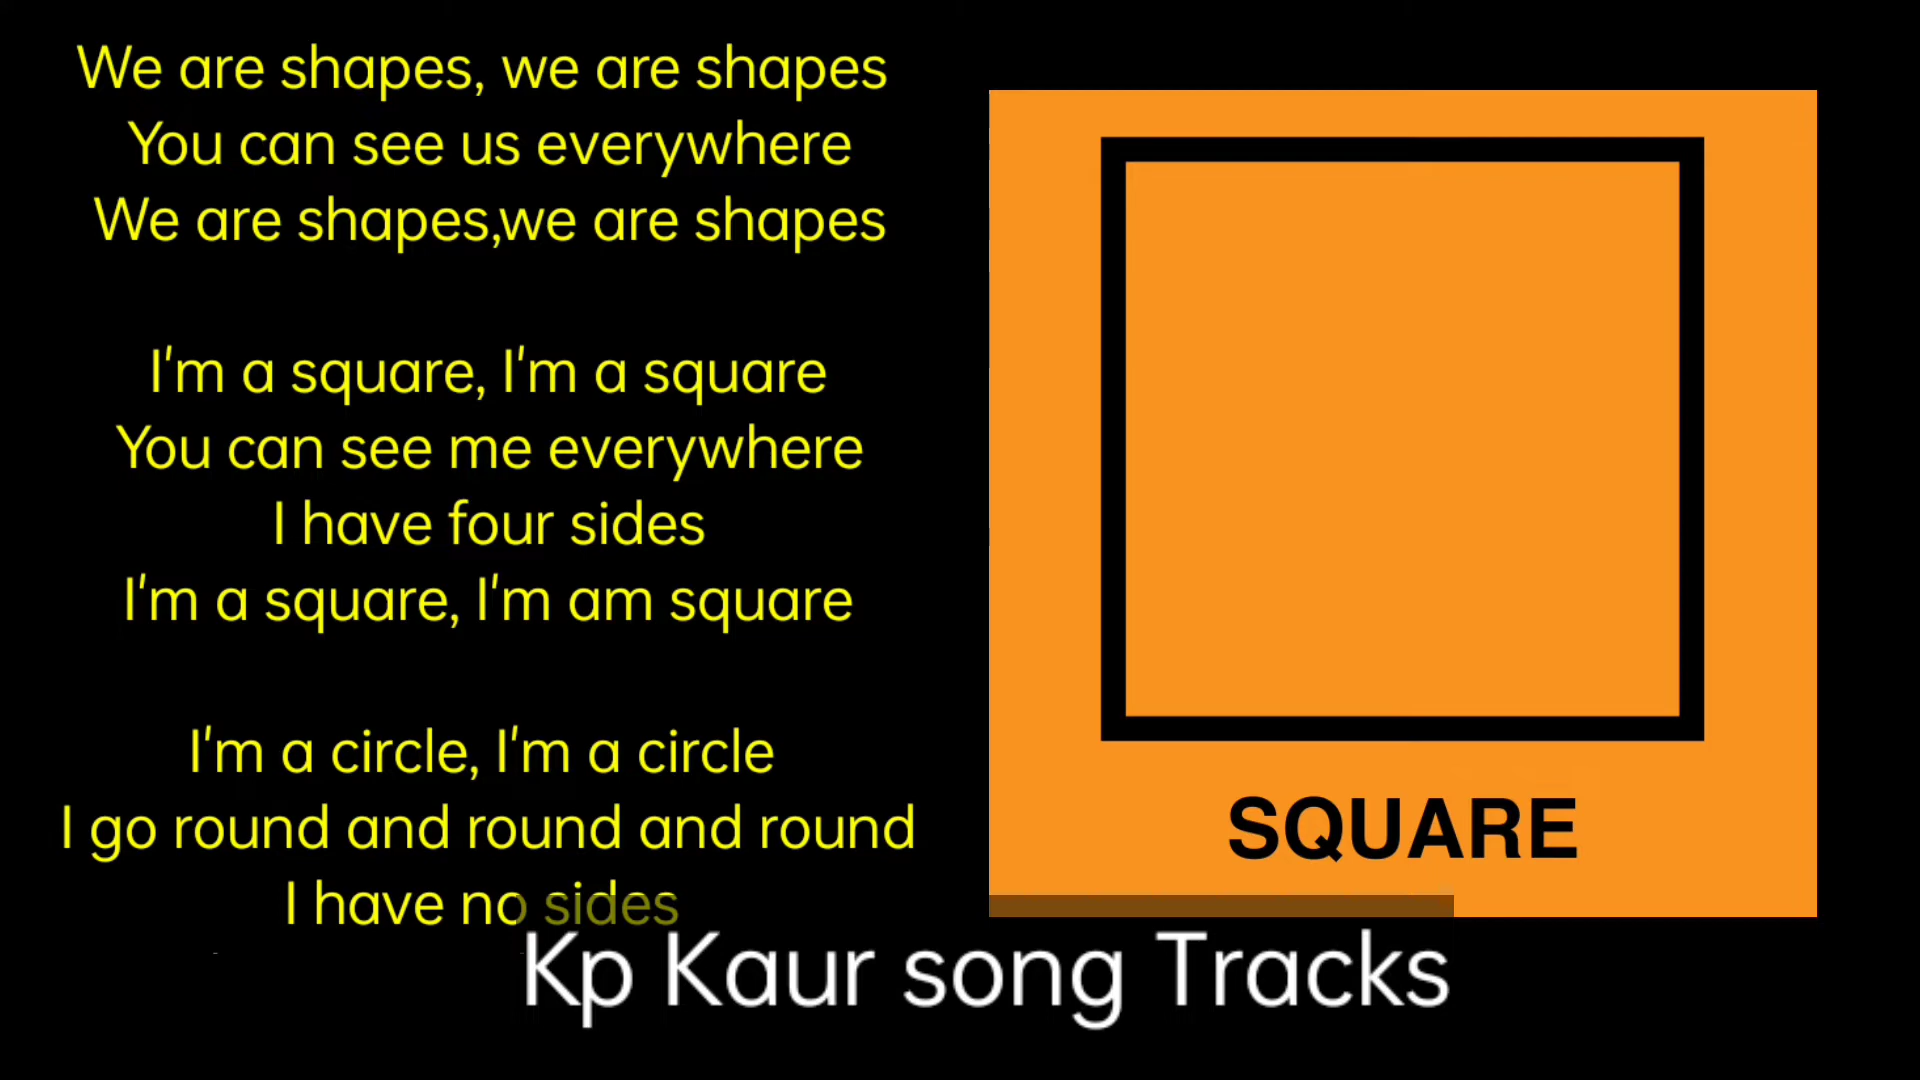 We are shapes, we are shapes
You can see us everywhere
We are shapes,we are shapes
I'm a square, I'm a square
You can see me everywhere
I have four sides
I'm a square, I'm am square
I'm a circle, I'm a circle
I go round and round and round
I have no sides
SQUARE
Kp Kaur song Tracks